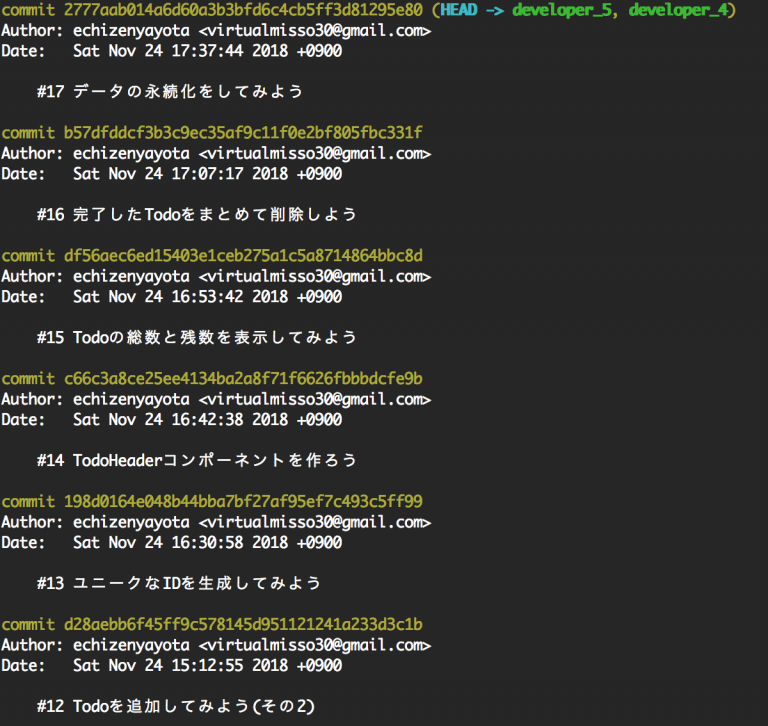 commit 2777aab014a6d60a3b3bfd6c4cb5ff3d81295e80 (HEAD -> developer_5, developer_4)
Author: echizenyayota <virtualmisso30@gmail.com>
Date:   Sat Nov 24 17:37:44 2018 +0900
#17 データの永続化をしてみよう
commit b57dfddcf3b3c9ec35af9c11f0e2bf805fbc331f
Author: echizenyayota <virtualmisso30@gmail.com>
Date:   Sat Nov 24 17:07:17 2018 +0900
#16 完了したTodoをまとめて削除しよう
commit df56aec6ed15403e1ceb275a1c5a8714864bbc8d
Author: echizenyayota <virtualmisso30@gmail.com>
Date:   Sat Nov 24 16:53:42 2018 +0900
#15 Todoの総数と残数を表示してみよう
commit c66c3a8ce25ee4134ba2a8f71f6626fbbbdcfe9b
Author: echizenyayota <virtualmisso30@gmail.com>
Date:   Sat Nov 24 16:42:38 2018 +0900
#14 TodoHeaderコンポーネントを作ろう
commit 198d0164e048b44bba7bf27af95ef7c493c5ff99
Author: echizenyayota <virtualmisso30@gmail.com>
Date:   Sat Nov 24 16:30:58 2018 +0900
#13 ユニークなIDを生成してみよう
commit d28aebb6f45ff9c578145d951121241a233d3c1b
Author: echizenyayota <virtualmisso30@gmail.com>
Date:   Sat Nov 24 15:12:55 2018 +0900
#12 Todoを追加してみよう(その2)